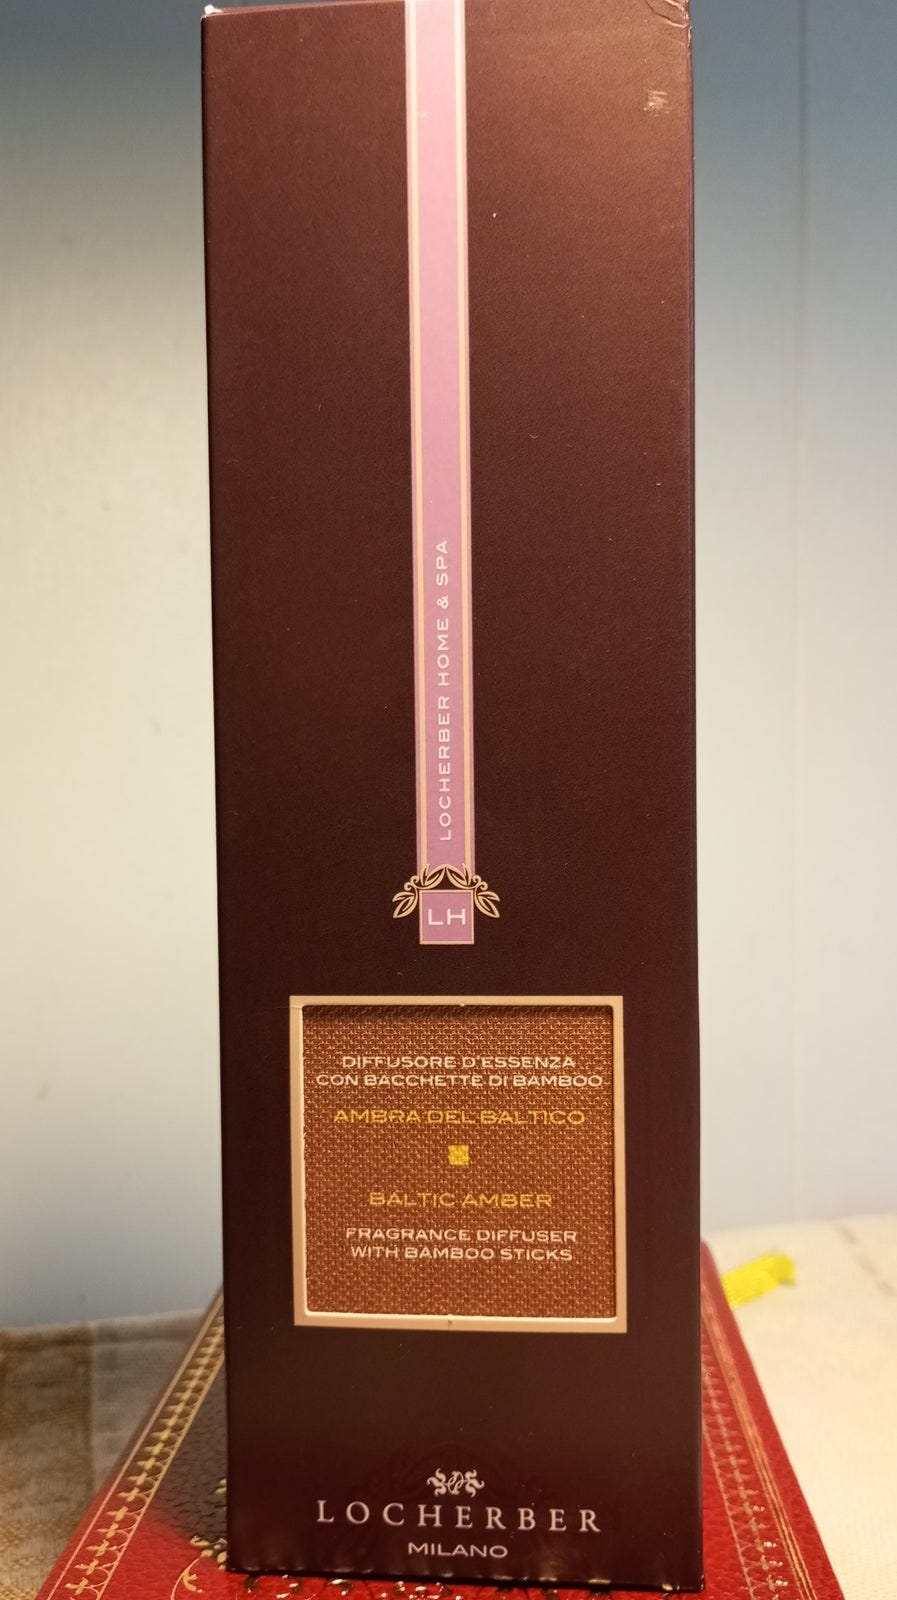 LOCHERBER HOME & SPA
LH
DIFFUSORE D'ESSENZA
CON BACCHETTE DI BAMBOO
AMBRA DEL BALTICO
BALTIC AMBER
FRAGRANCE DIFFUSER
WITH BAMBOO STICKS
LOCHERBER
MILANO